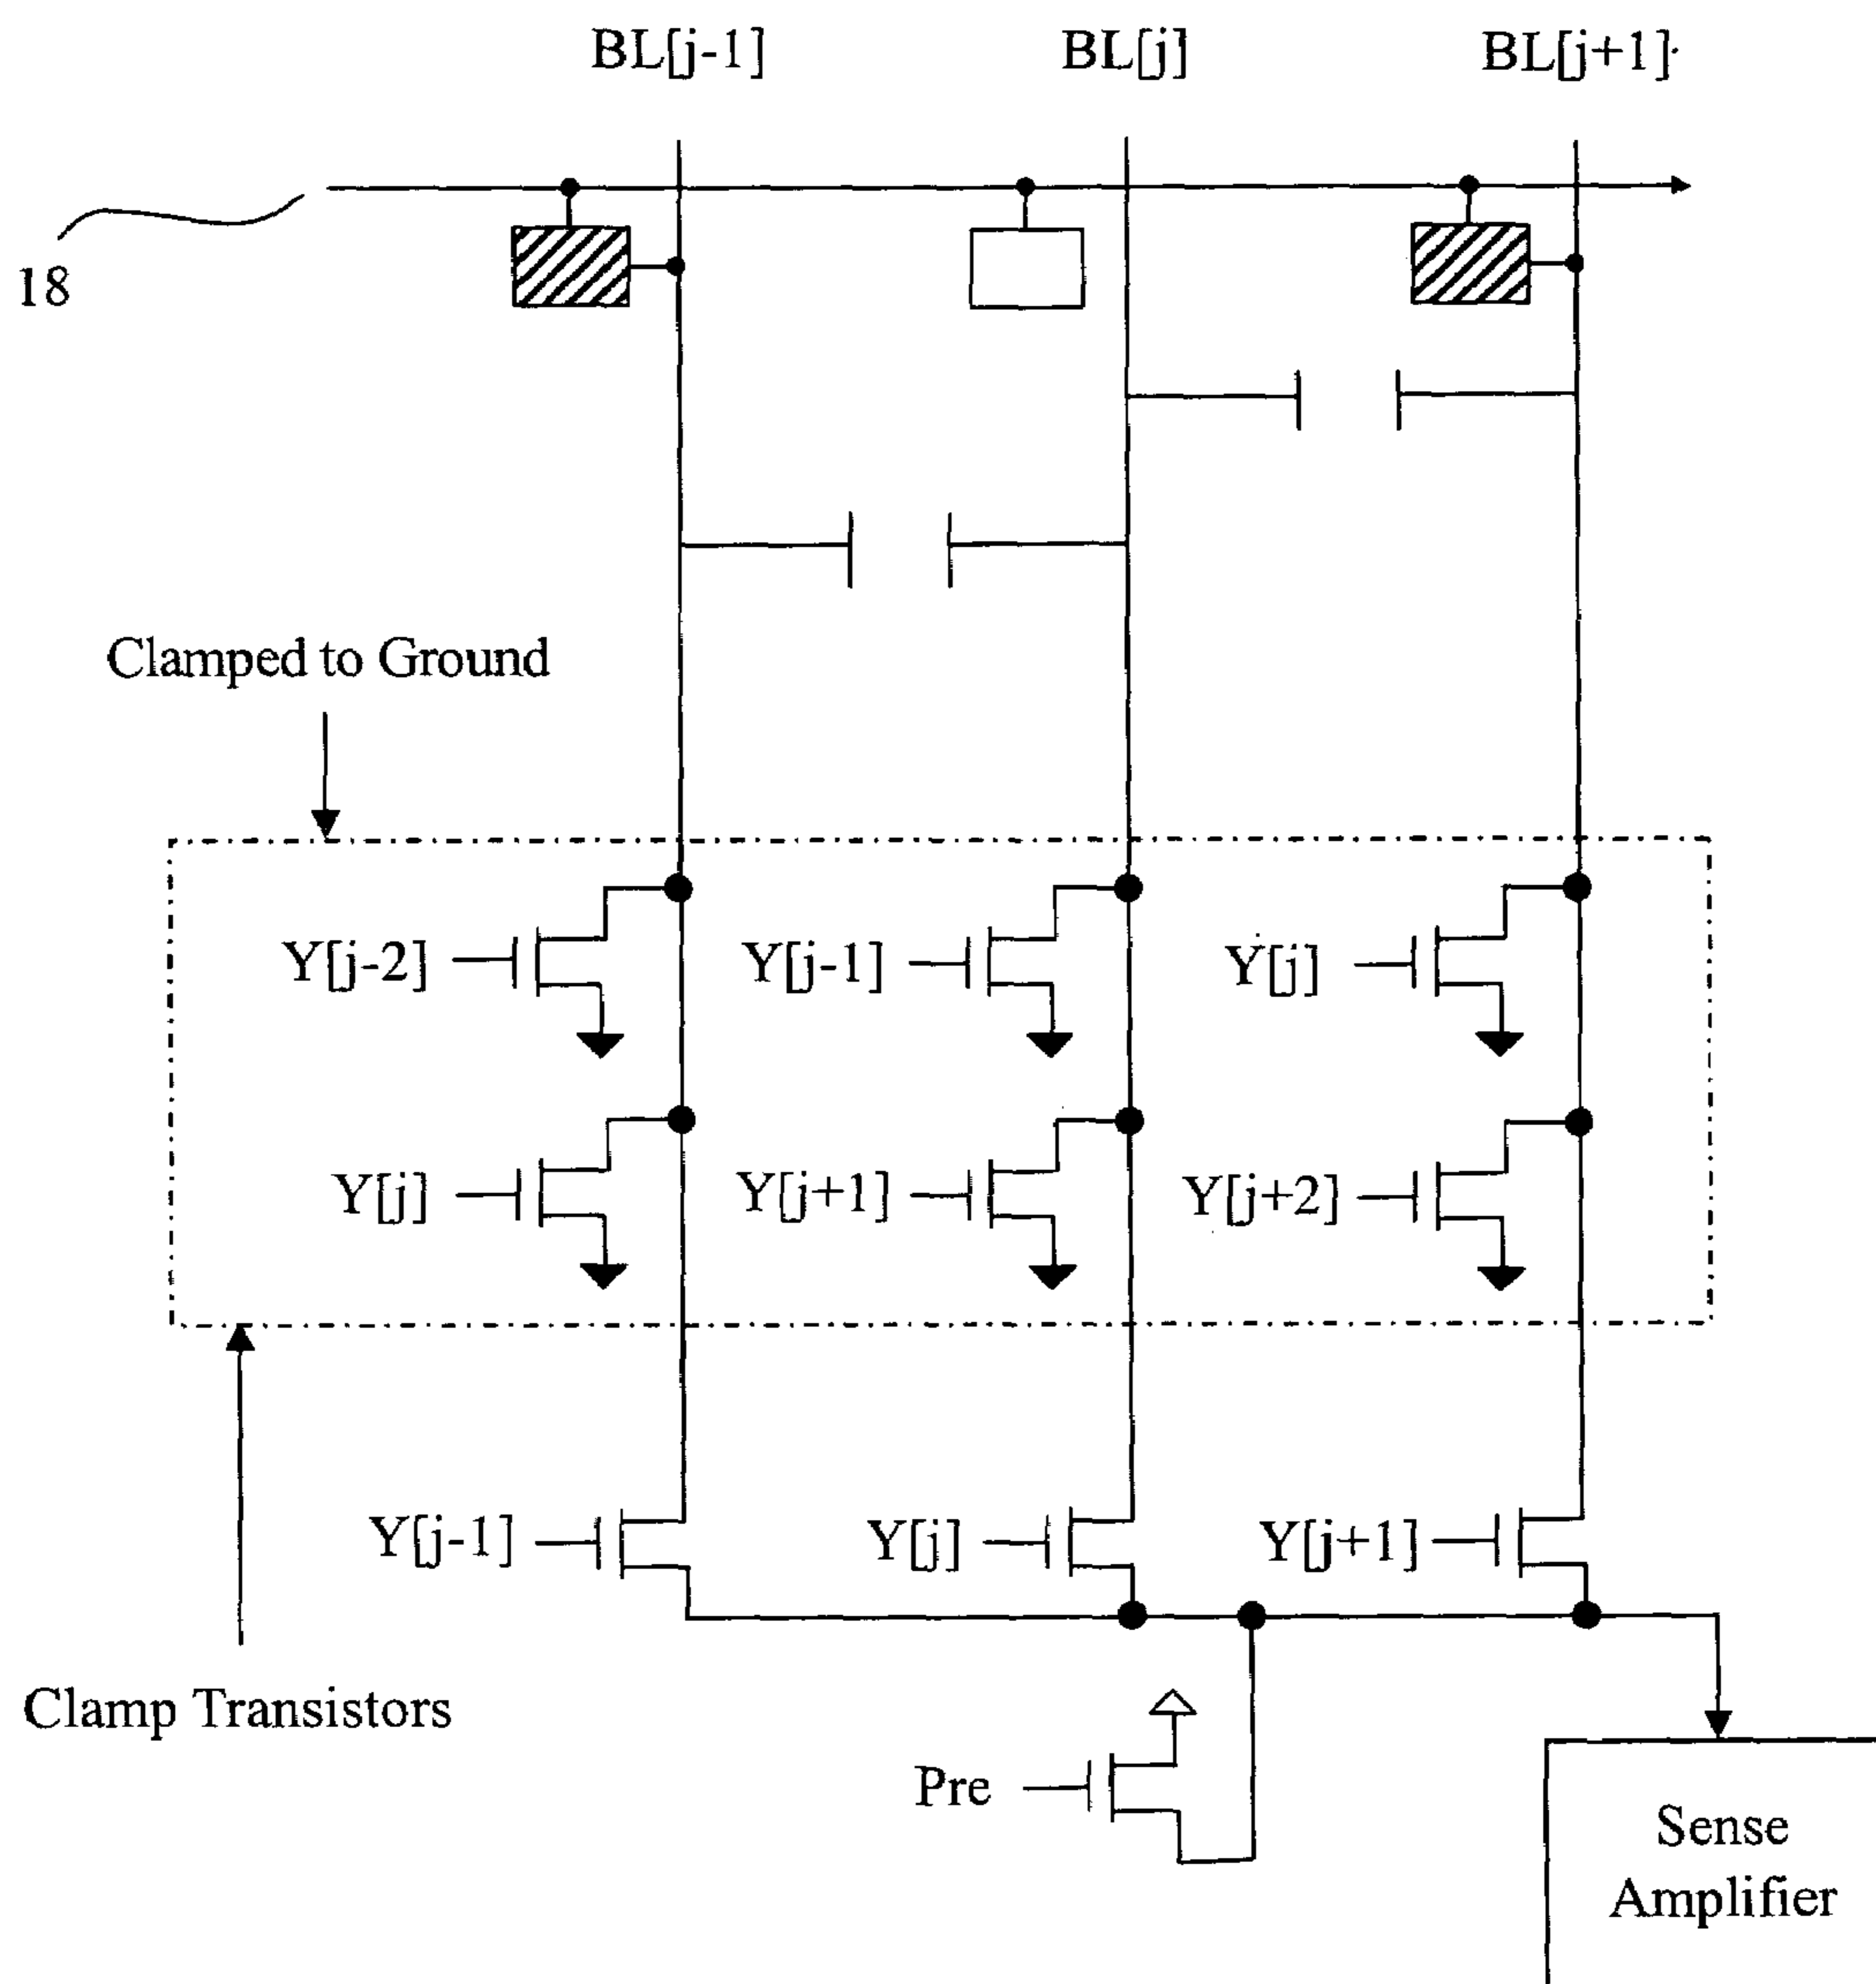 BL[j-1] BL[j] BL[j+1]
18
Clamped to Ground
Y[j-2] Y[j-1] Y[j]
Y[j] Y[j+1] Y[j+2]
Y[j-1] Y[j] Y[j+1]
Clamp Transistors
Pre
Sense
Amplifier